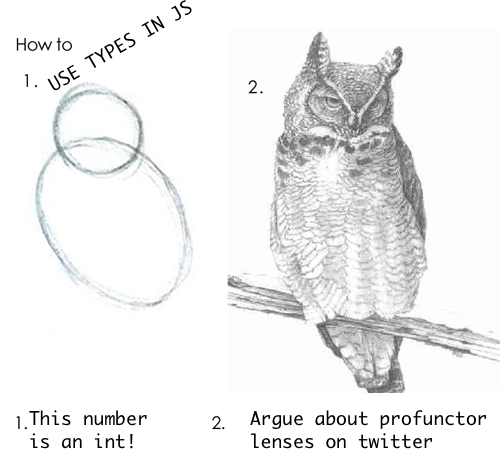 How to USE TYPES IN JS
1.
2.
1. This number
is an int!
2. Argue about profunctor
lenses on twitter